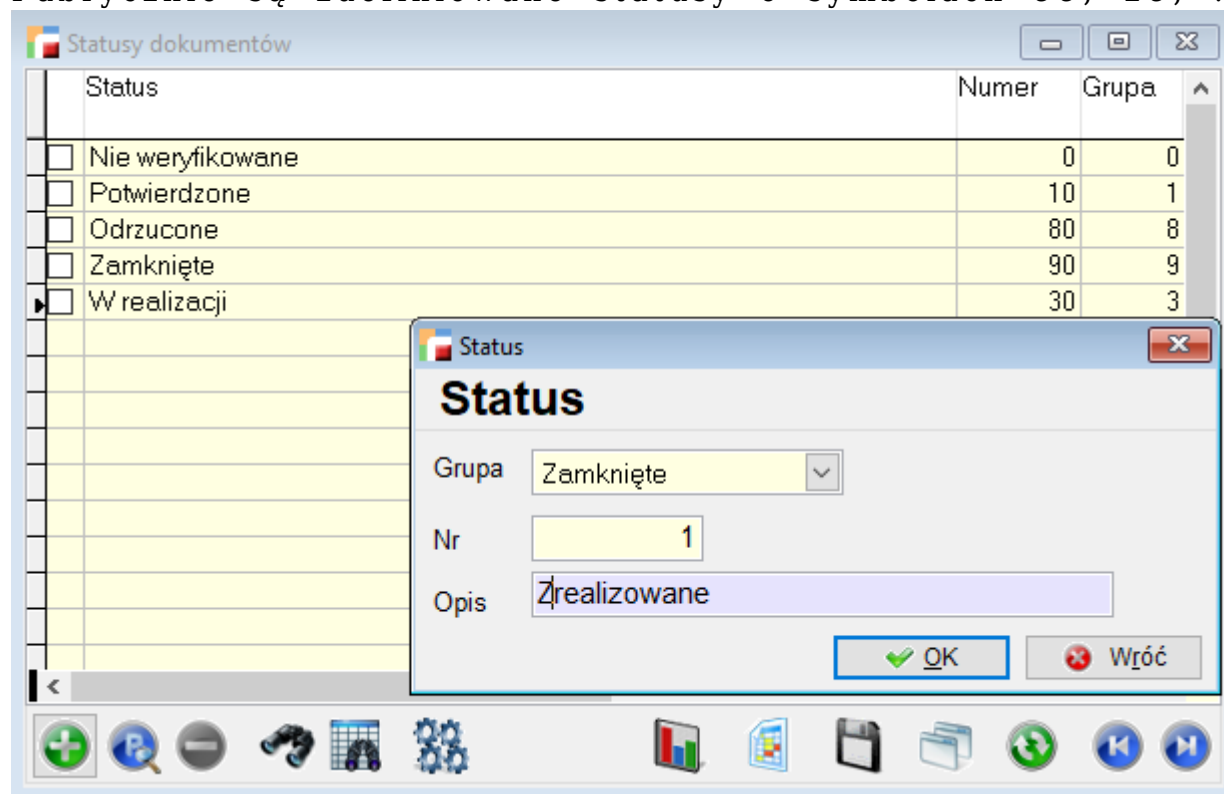 Statusy dokumentów
Status Numer Grupa
Nie weryfikowane 0 0
Potwierdzone 10 1
Odrzucone 80 8
Zamknięte 90 9
W realizacji 30 3
Status
Status
Grupa Zamknięte
Nr 1
Opis Zrealizowane
OK Wróć